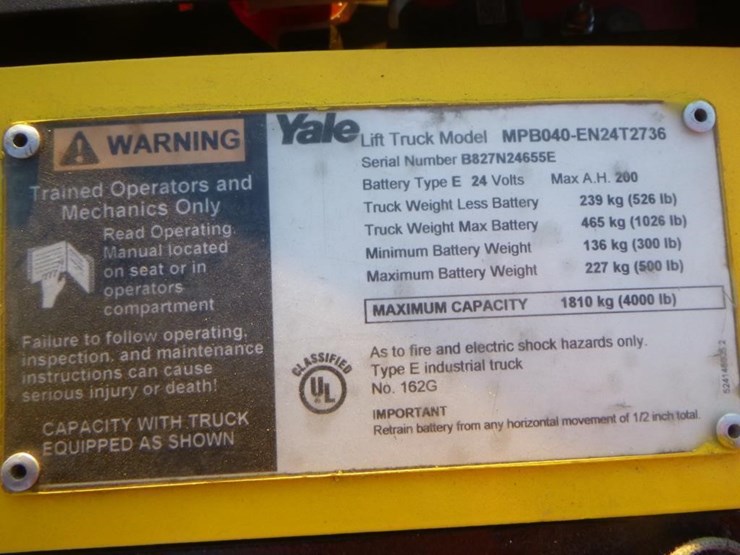 WARNING
Trained Operators and
Mechanics Only
Read Operating
Manual located
on seat or in
operators
compartment
Failure to follow operating,
inspection, and maintenance
instructions can cause
serious injury or death!
CAPACITY WITH TRUCK
EQUIPPED AS SHOWN
Yale Lift Truck Model MPB040-EN24T2736
Serial Number B827N24655E
Battery Type E 24 Volts Max A.H. 200
Truck Weight Less Battery 239 kg (526 lb)
Truck Weight Max Battery 465 kg (1026 lb)
Minimum Battery Weight 136 kg (300 lb)
Maximum Battery Weight 227 kg (500 lb)
MAXIMUM CAPACITY 1810 kg (4000 lb)
CLASSIFIED
UL
As to fire and electric shock hazards only.
Type E industrial truck
No. 162G
IMPORTANT
Retrain battery from any horizontal movement of 1/2 inch total.